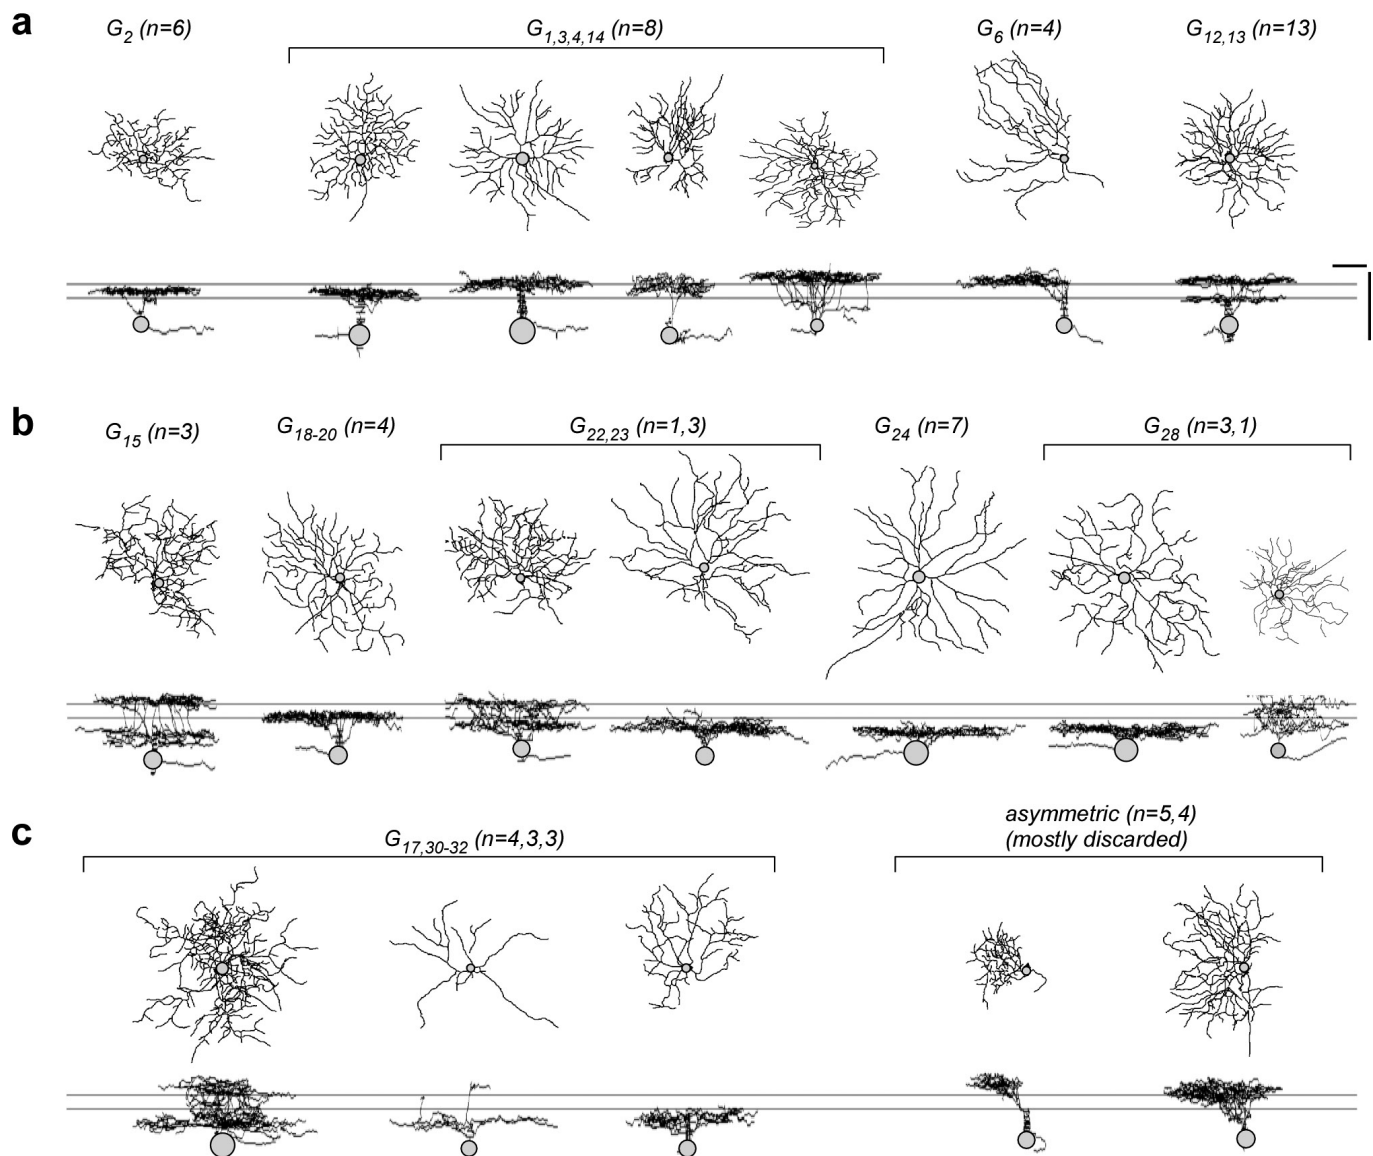 a
G2 (n=6)
G1,3,4,14 (n=8)
G6 (n=4)
G12,13 (n=13)
b
G15 (n=3)
G18-20 (n=4)
G22,23 (n=1,3)
G24 (n=7)
G28 (n=3,1)
c
G17,30-32 (n=4,3,3)
asymmetric (n=5,4)
(mostly discarded)